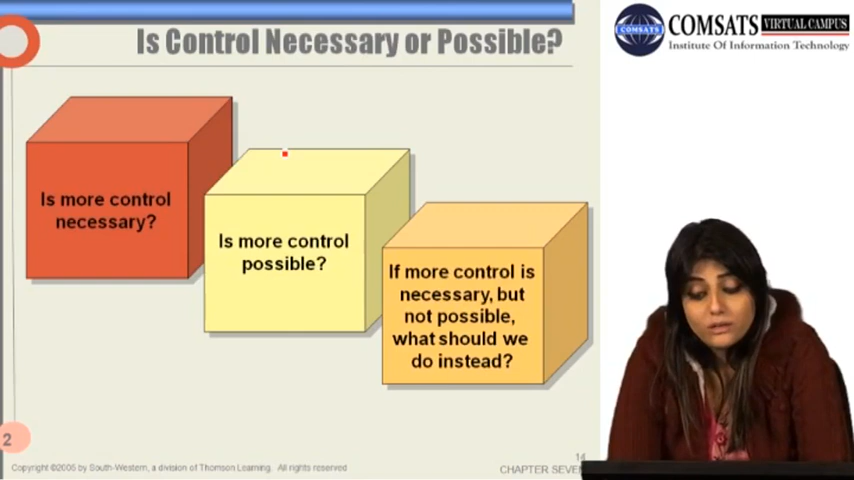 Is Control Necessary or Possible?
COMSATS VIRTUAL CAMPUS
Institute Of Information Technology
COMSATS
Is more control
necessary?
Is more control
possible?
If more control is
necessary, but
not possible,
what should we
do instead?
2
14
Copyright ©2005 by South-Western, a division of Thomson Learning. All rights reserved
CHAPTER SEVEN